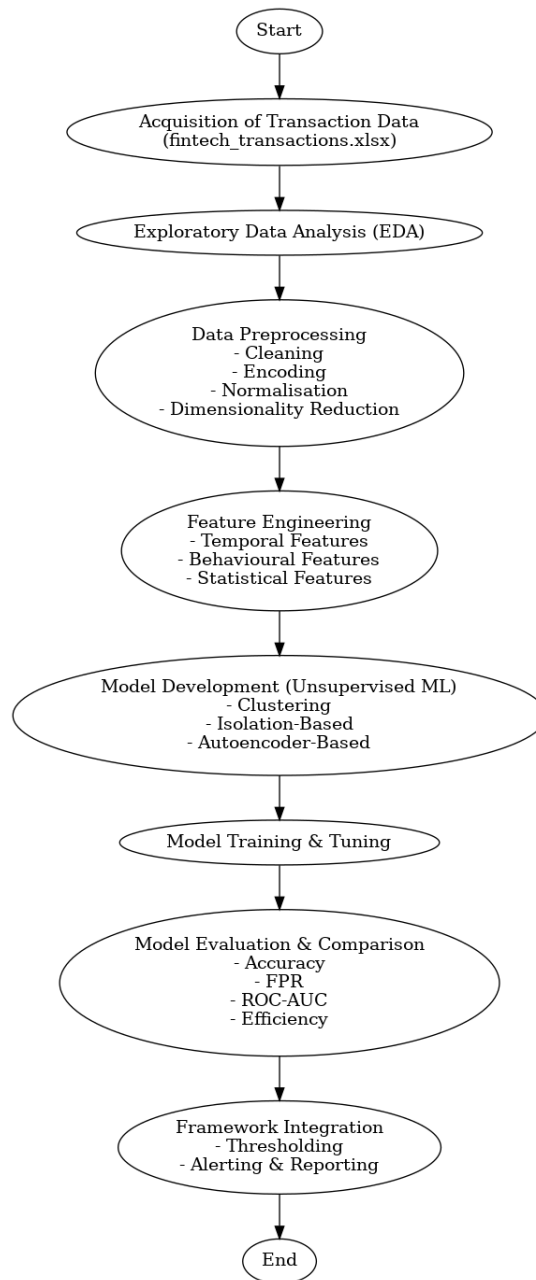 Start
Acquisition of Transaction Data
(fintech_transactions.xlsx)
Exploratory Data Analysis (EDA)
Data Preprocessing
- Cleaning
- Encoding
- Normalisation
- Dimensionality Reduction
Feature Engineering
- Temporal Features
- Behavioural Features
- Statistical Features
Model Development (Unsupervised ML)
- Clustering
- Isolation-Based
- Autoencoder-Based
Model Training & Tuning
Model Evaluation & Comparison
- Accuracy
- FPR
- ROC-AUC
- Efficiency
Framework Integration
- Thresholding
- Alerting & Reporting
End